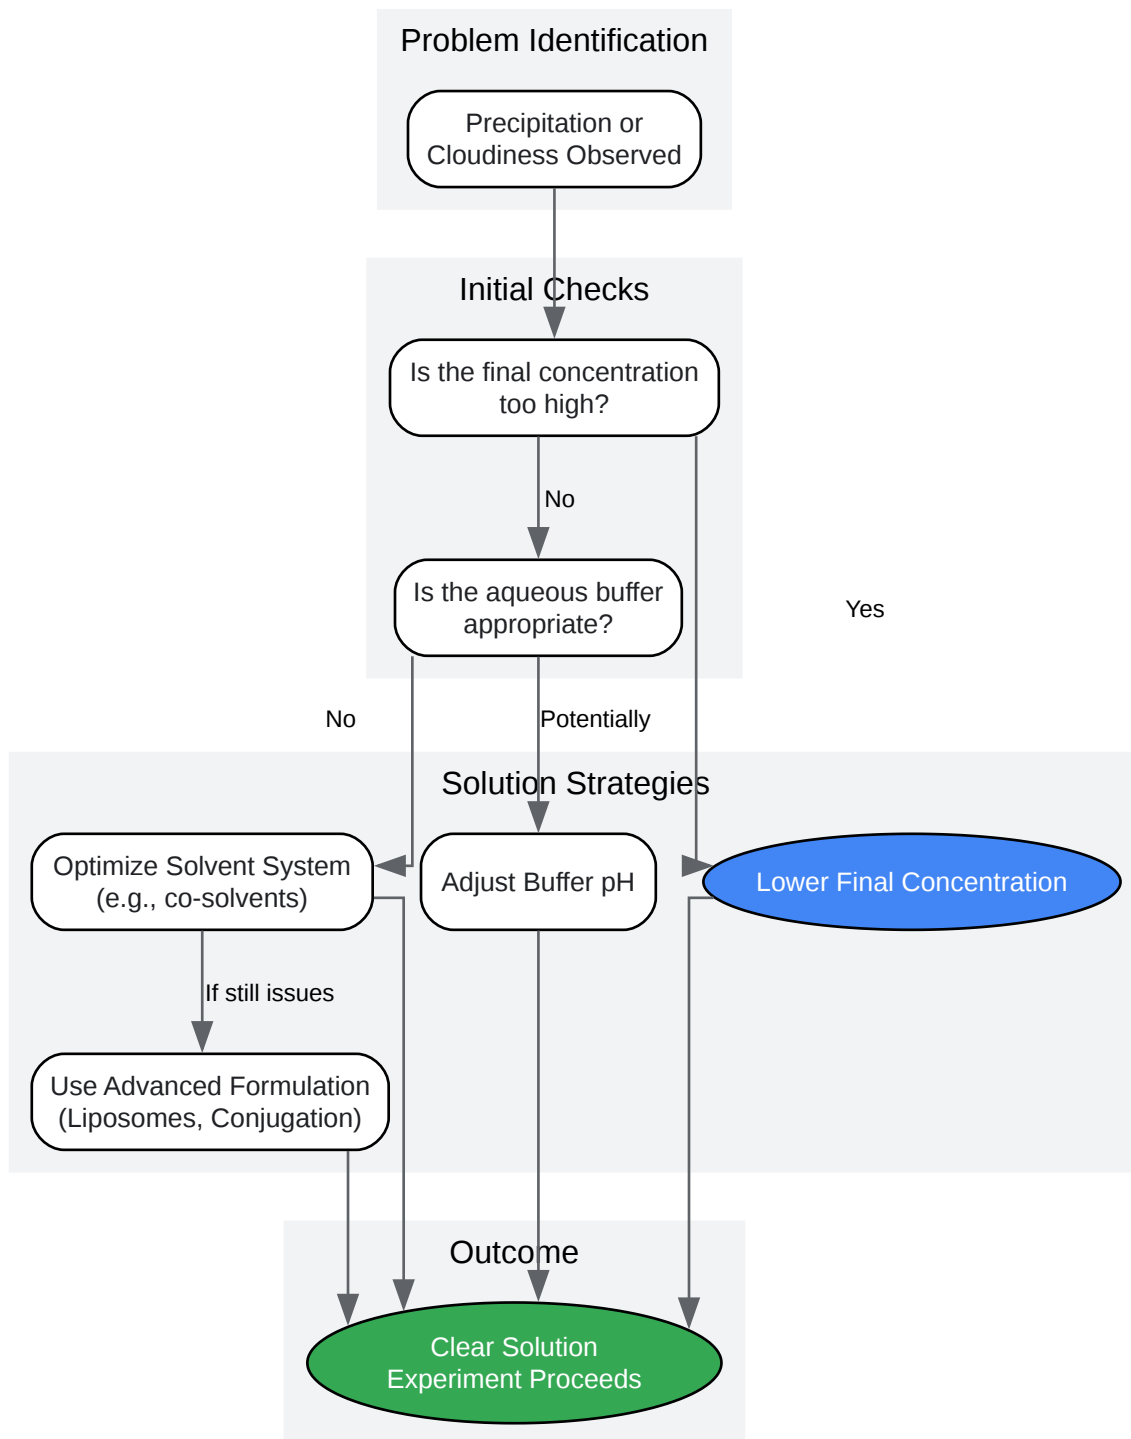 Problem Identification
Precipitation or
Cloudiness Observed
Initial Checks
Is the final concentration
too high?
No
Is the aqueous buffer
appropriate?
Yes
No
Potentially
Solution Strategies
Optimize Solvent System
(e.g., co-solvents)
Adjust Buffer pH
Lower Final Concentration
If still issues
Use Advanced Formulation
(Liposomes, Conjugation)
Outcome
Clear Solution
Experiment Proceeds